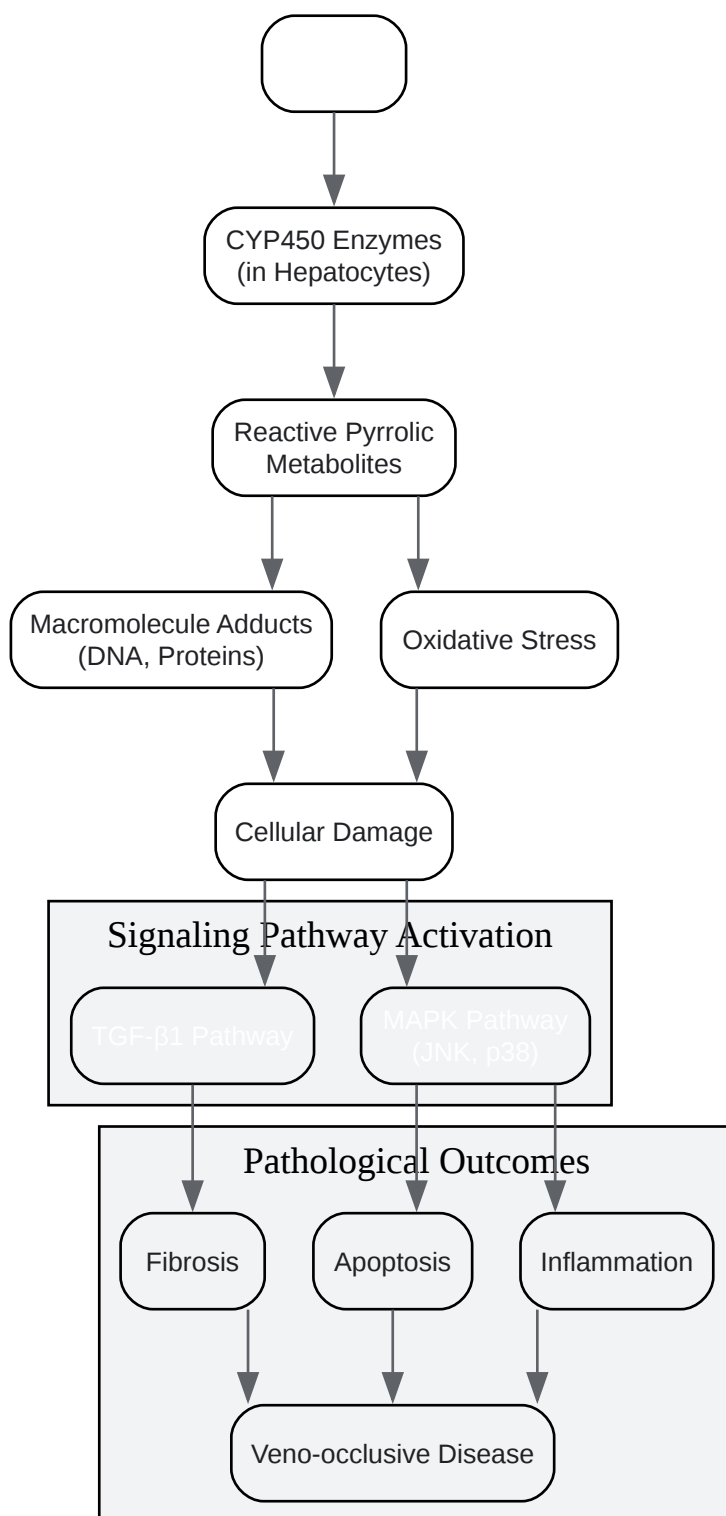 CYP450 Enzymes
(in Hepatocytes)
Reactive Pyrrolic
Metabolites
Macromolecule Adducts
(DNA, Proteins)
Oxidative Stress
Cellular Damage
Signaling Pathway Activation
TGF-β1 Pathway
MAPK Pathway
(JNK, p38)
Pathological Outcomes
Fibrosis
Apoptosis
Inflammation
Veno-occlusive Disease